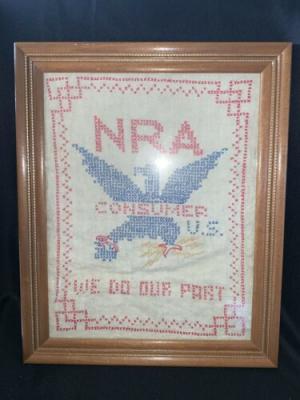 NRA
CONSUMER
U.S.
WE DO OUR PART